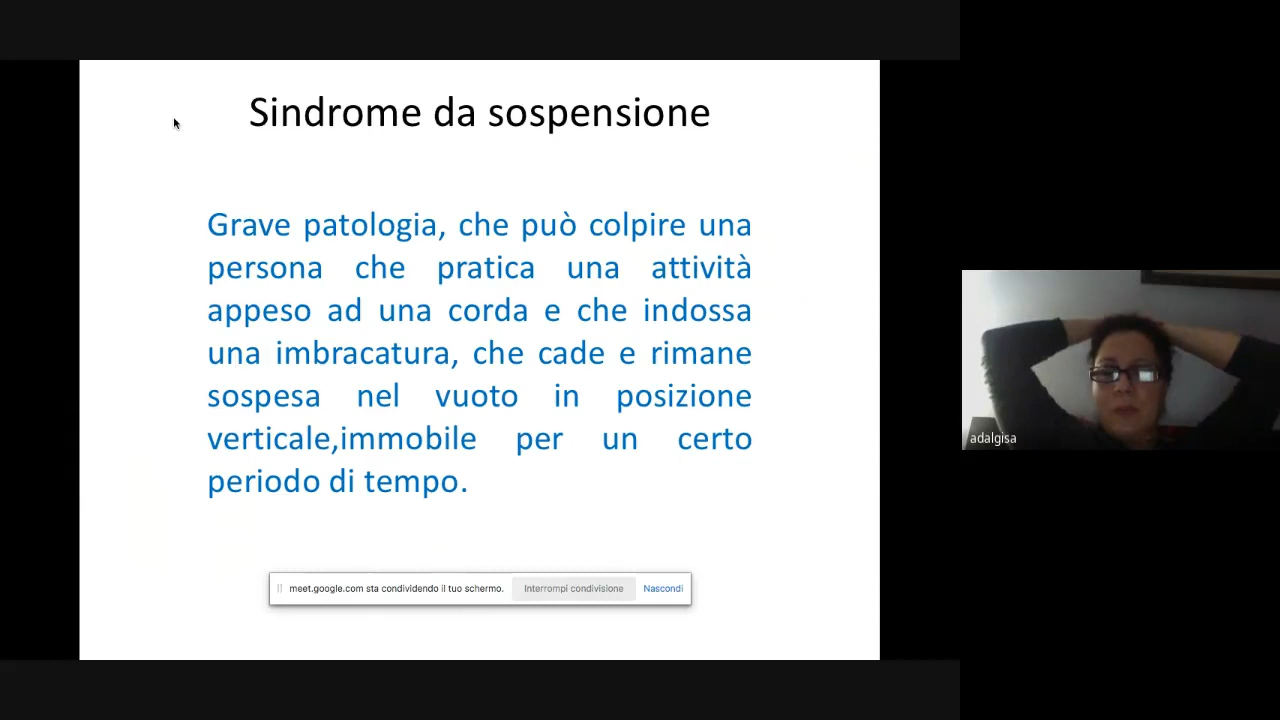 Sindrome da sospensione
Grave patologia, che può colpire una
persona che pratica una attività
appeso ad una corda e che indossa
una imbracatura, che cade e rimane
sospesa nel vuoto in posizione
verticale,immobile per un certo
periodo di tempo.
meet.google.com sta condividendo il tuo schermo. Interrompi condivisione Nascondi
adalgisa